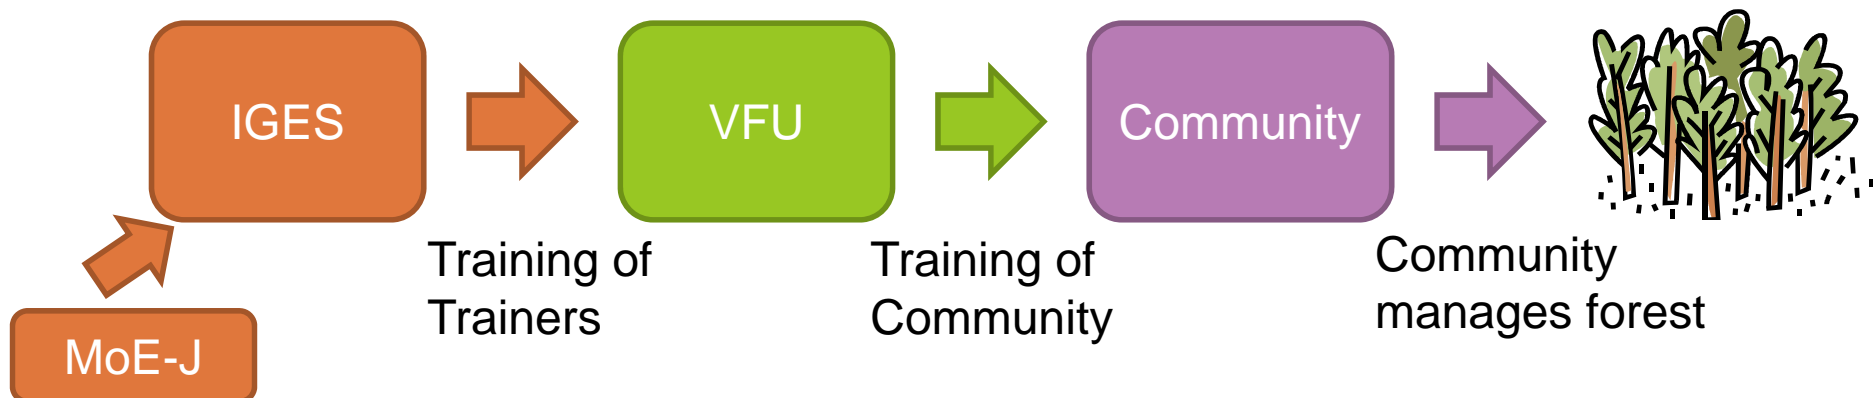 IGES
VFU
Community
Training of
Trainers
Training of
Community
Community
manages forest
MoE-J